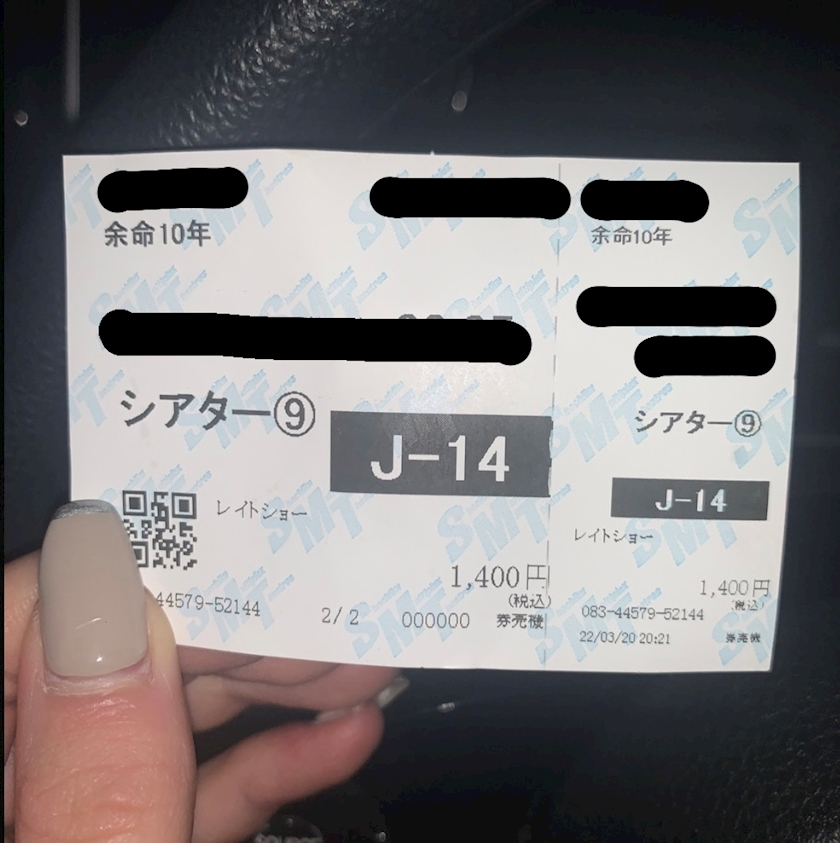 余命10年
シアター⑨
J-14
レイトショー
1,400円
(税込)
44579-52144
2/2
000000
券売機
余命10年
シアター⑨
J-14
レイトショー
1,400円
(税込)
083-44579-52144
22/03/20 20:21
券売機
SMT